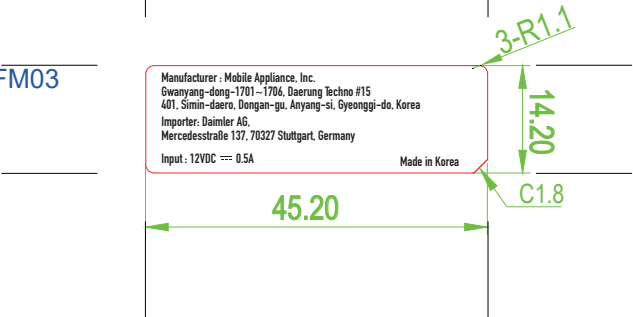 3-R1.1
FM03
Manufacturer : Mobile Appliance, Inc.
Gwanyang-dong-1701~1706, Daerung Techno #15
401, Simin-daero, Dongan-gu, Anyang-si, Gyeonggi-do, Korea
Importer: Daimler AG,
Mercedesstraße 137, 70327 Stuttgart, Germany
Input : 12VDC ⎓ 0.5A
Made in Korea
14.20
C1.8
45.20